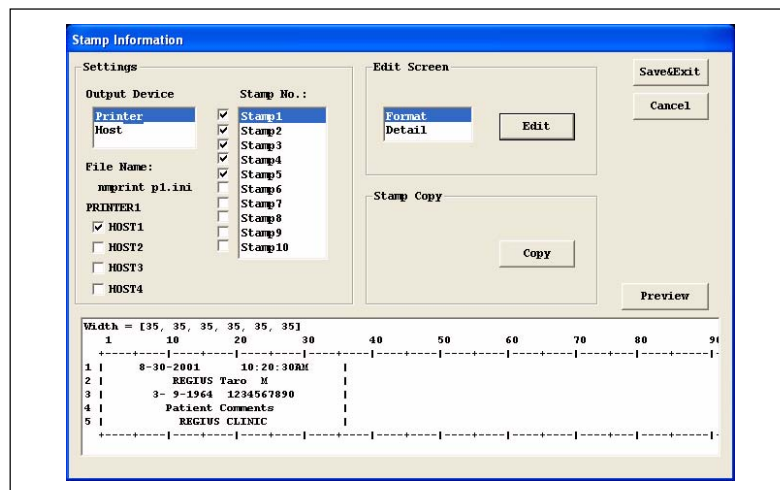 Stamp Information
Settings
Output Device
Printer
Host
File Name:
nmprint p1.ini
PRINTER1
HOST1
HOST2
HOST3
HOST4
Stamp No.:
Stamp1
Stamp2
Stamp3
Stamp4
Stamp5
Stamp6
Stamp7
Stamp8
Stamp9
Stamp10
Edit Screen
Format
Detail
Edit
Stamp Copy
Copy
Save&Exit
Cancel
Preview
Width = [35, 35, 35, 35, 35, 35]
1 10 20 30 40 50 60 70 80
+----+----|----+----|----+----|----+----|----+----|----+----|----+----|----+----|----+----|-
1 | 8-30-2001 10:20:30AM |
2 | REGIUS Taro M |
3 | 3- 9-1964 1234567890 |
4 | Patient Comments |
5 | REGIUS CLINIC |
+----+----|----+----|----+----|----+----|----+----|----+----|----+----|----+----|----+----|-